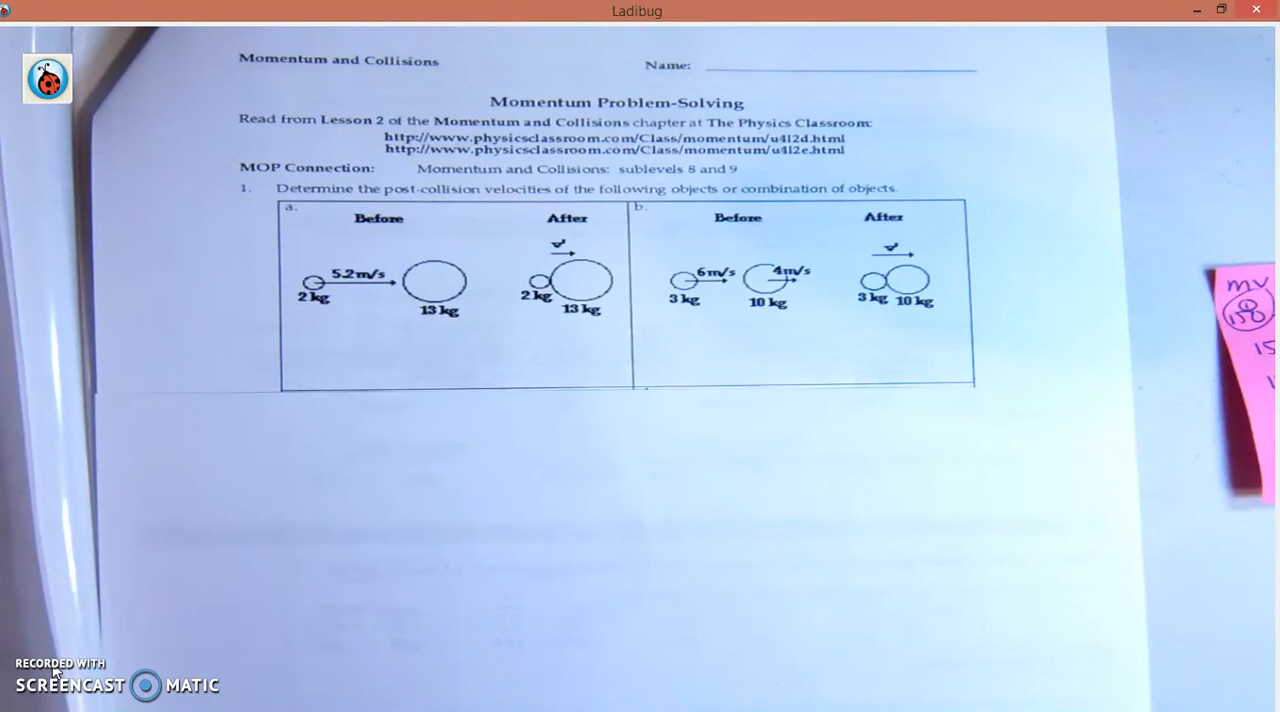 Ladibug
Momentum and Collisions
Name:
Momentum Problem-Solving
Read from Lesson 2 of the Momentum and Collisions chapter at The Physics Classroom:
http://www.physicsclassroom.com/Class/momentum/u4l2d.html
http://www.physicsclassroom.com/Class/momentum/u4l2e.html
MOP Connection: Momentum and Collisions: sublevels 8 and 9
1. Determine the post-collision velocities of the following objects or combination of objects.
a. b.
Before After Before After
v v
5.2 m/s 6 m/s 4 m/s
2 kg 13 kg 2 kg 13 kg 3 kg 10 kg 3 kg 10 kg
mv
RECORDED WITH
SCREENCAST MATIC